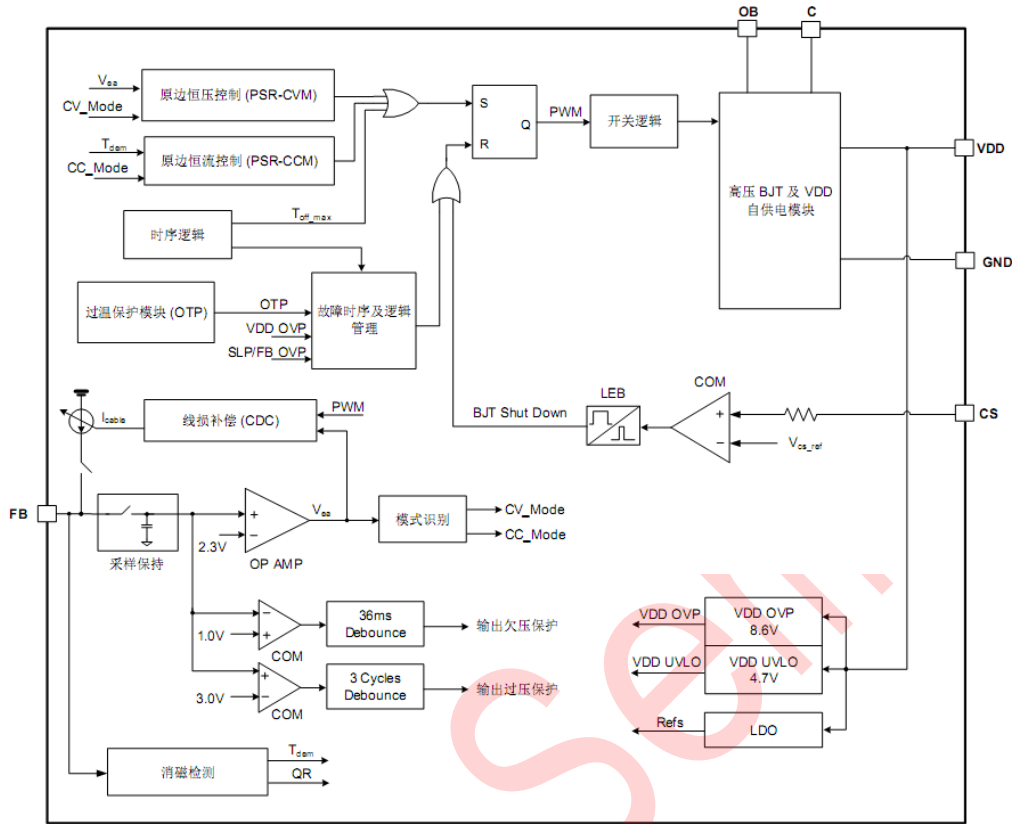 OB
C
Vea
CV_Mode
原边恒压控制 (PSR-CVM)
Tdem
CC_Mode
原边恒流控制 (PSR-CCM)
S
R
Q
PWM
开关逻辑
高压 BJT 及 VDD
自供电模块
VDD
GND
时序逻辑
Toff_max
过温保护模块 (OTP)
OTP
VDD_OVP
SLP/FB_OVP
故障时序及逻辑
管理
Icable
线损补偿 (CDC)
PWM
BJT Shut Down
LEB
COM
+
−
Vcs_ref
CS
FB
采样保持
2.3V
+
−
OP AMP
Vea
模式识别
CV_Mode
CC_Mode
1.0V
−
+
COM
36ms
Debounce
输出欠压保护
3.0V
+
−
COM
3 Cycles
Debounce
输出过压保护
VDD OVP
VDD OVP
8.6V
VDD UVLO
VDD UVLO
4.7V
Refs
LDO
消磁检测
Tdem
QR
Semi